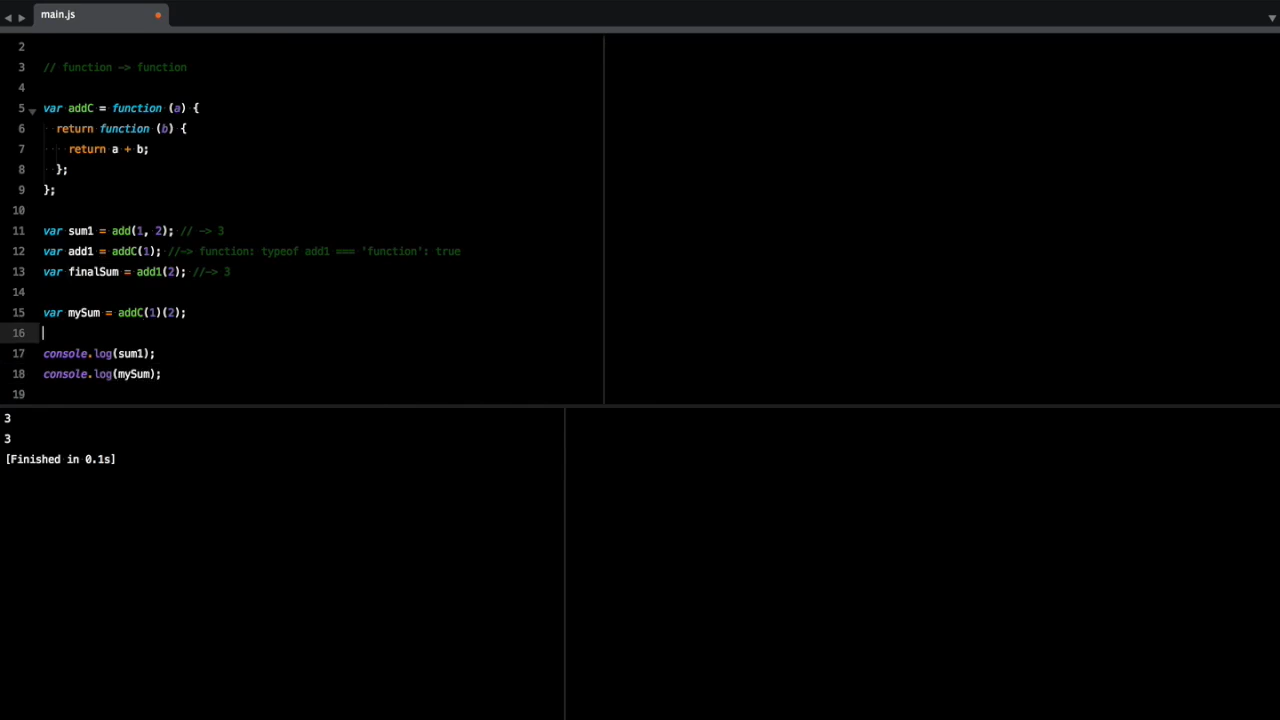 main.js
2
3 // function -> function
4
5 var addC = function (a) {
6 return function (b) {
7 return a + b;
8 };
9 };
10
11 var sum1 = add(1, 2); // -> 3
12 var add1 = addC(1); //-> function: typeof add1 === 'function': true
13 var finalSum = add1(2); //-> 3
14
15 var mySum = addC(1)(2);
16
17 console.log(sum1);
18 console.log(mySum);
19
3
3
[Finished in 0.1s]